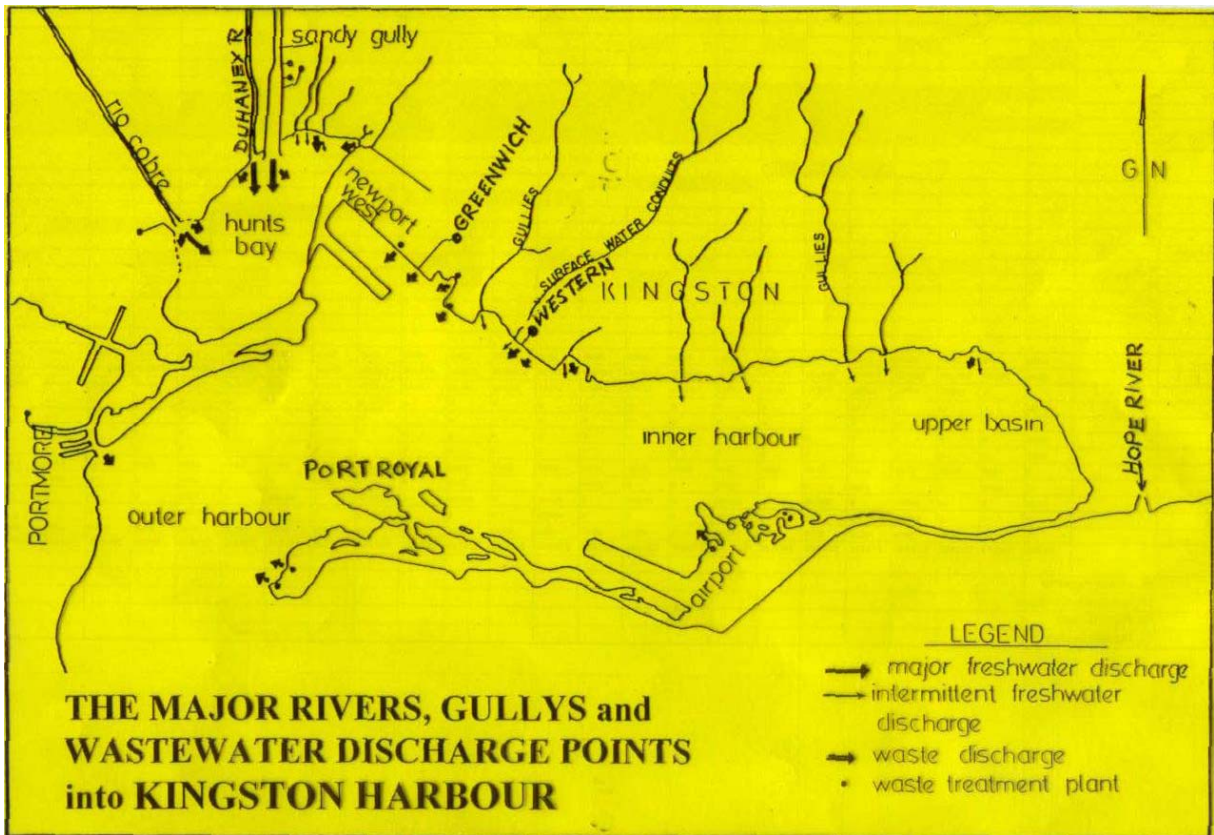 sandy gully
DUHANEY R
rio cobre
hunts
bay
newport
west
GREENWICH
GULLIES
SURFACE WATER CONDUITS
WESTERN
KINGSTON
GULLIES
G N
HOPE RIVER
inner harbour
upper basin
PORTMORE
PORT ROYAL
outer harbour
airport
LEGEND
major freshwater discharge
intermittent freshwater
discharge
waste discharge
waste treatment plant
THE MAJOR RIVERS, GULLYS and
WASTEWATER DISCHARGE POINTS
into KINGSTON HARBOUR